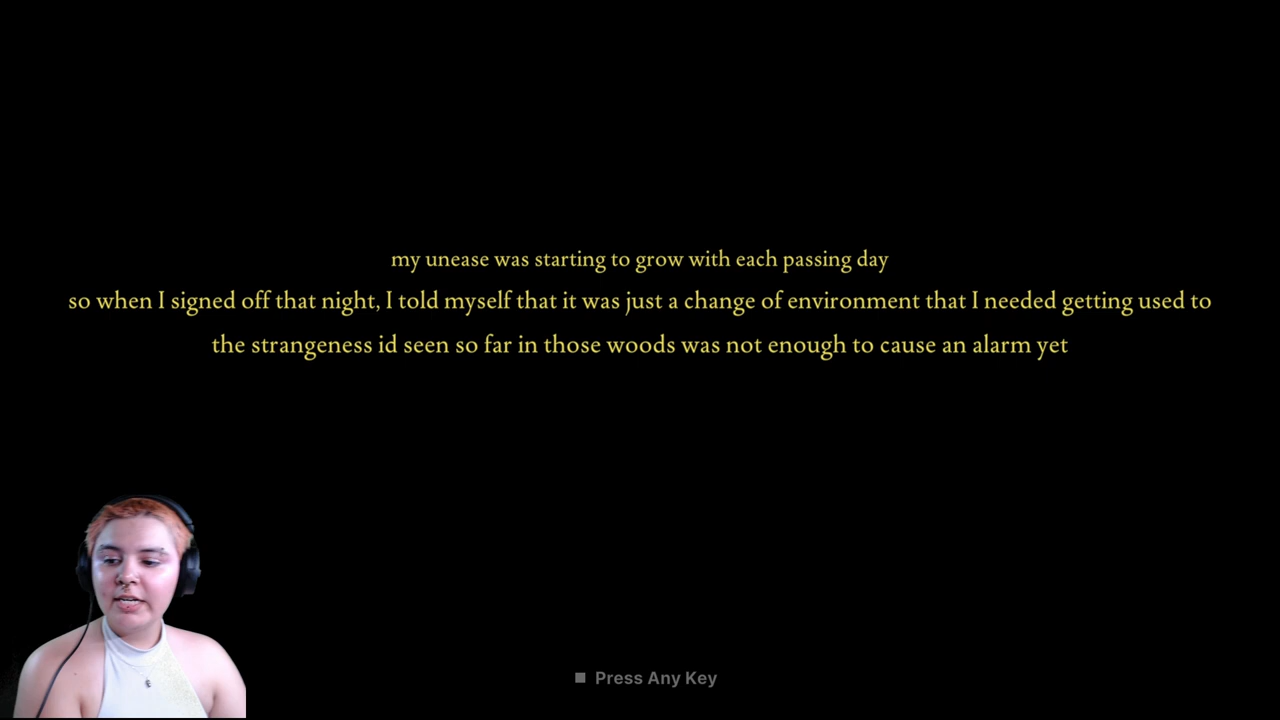 my unease was starting to grow with each passing day
so when I signed off that night, I told myself that it was just a change of environment that I needed getting used to
the strangeness id seen so far in those woods was not enough to cause an alarm yet
Press Any Key